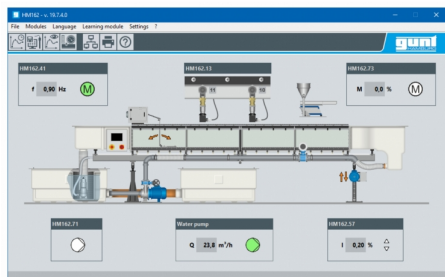 HM162 - v. 19.7.4.0
File Modules Language Learning module Settings ?
gunt
HM162.41
f 0,90 Hz M
HM162.13
11 10
HM162.73
M 0,0 % M
HM162.71
Water pump
Q 23,8 m³/h
HM162.57
I 0,20 %